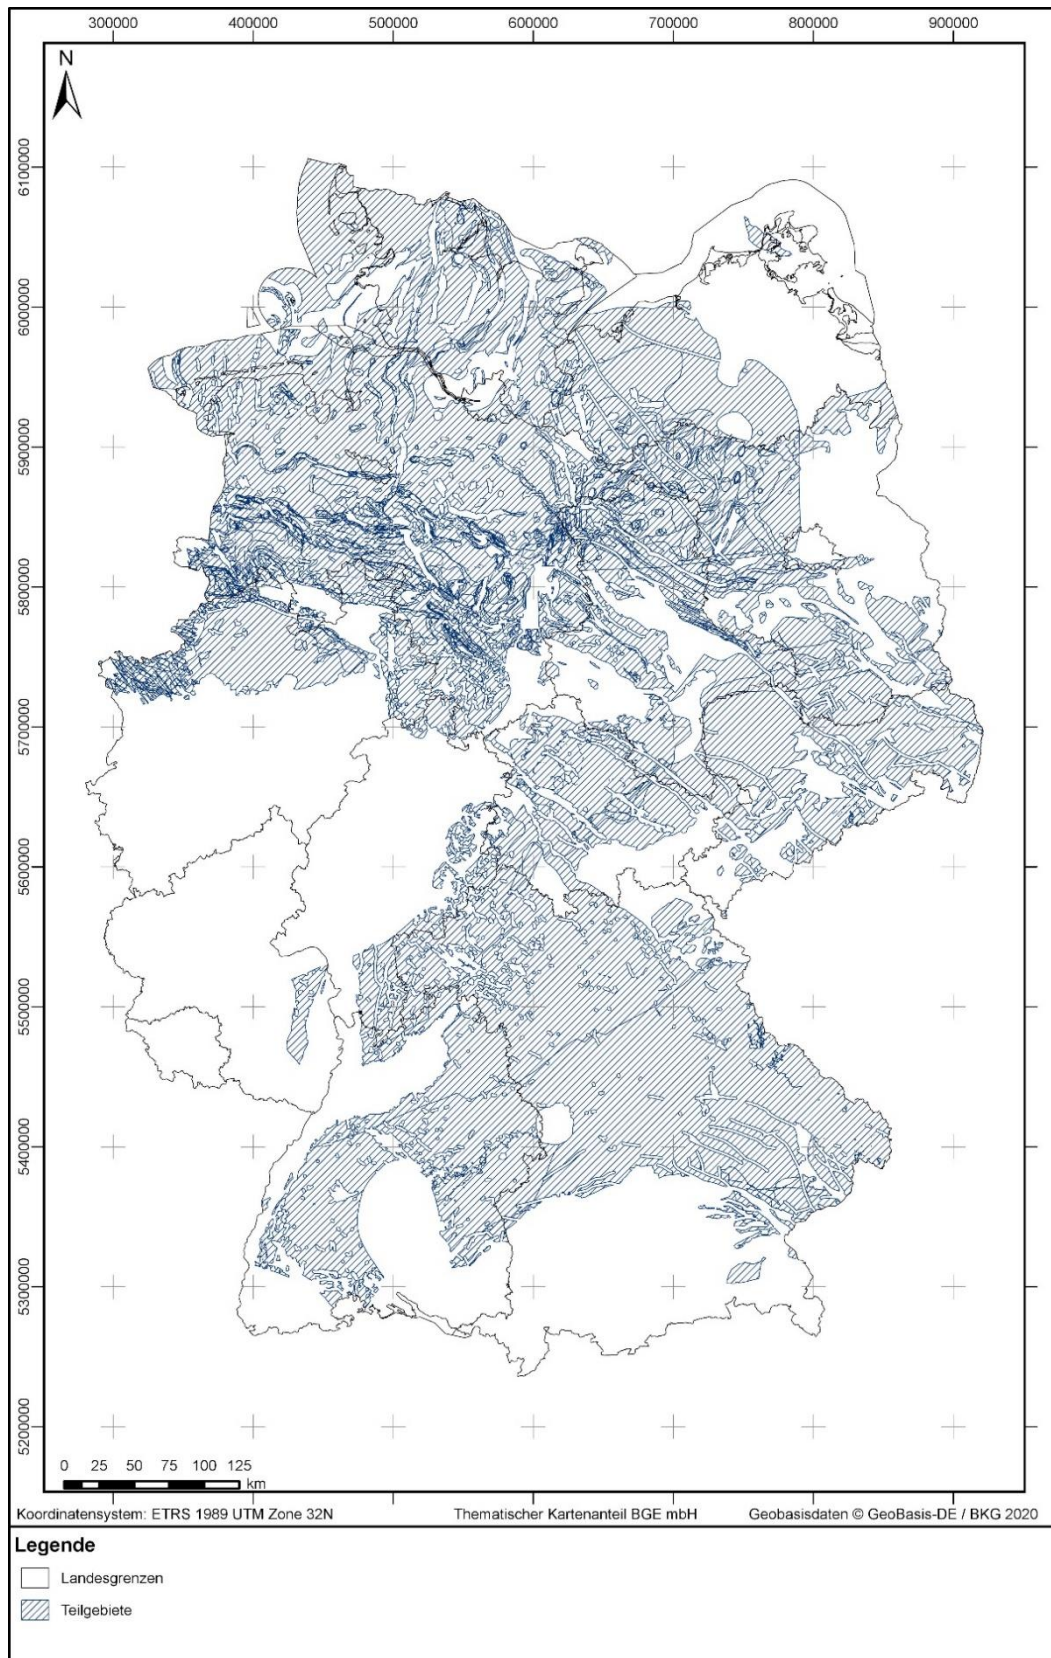 300000 400000 500000 600000 700000 800000 900000
N
6100000
6000000
5900000
5800000
5700000
5600000
5500000
5400000
5300000
5200000
0 25 50 75 100 125
km
Koordinatensystem: ETRS 1989 UTM Zone 32N Thematischer Kartenanteil BGE mbH Geobasisdaten © GeoBasis-DE / BKG 2020
Legende
Landesgrenzen
Teilgebiete